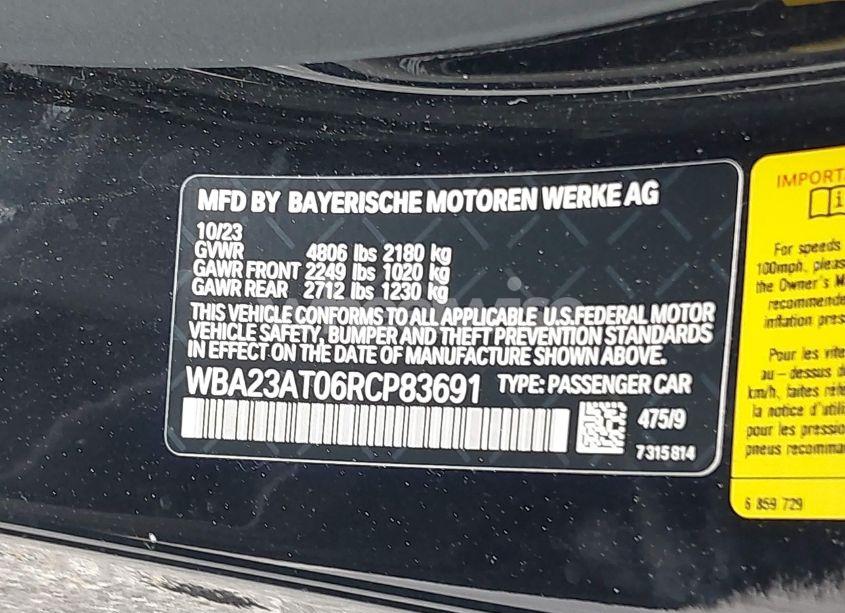 MFD BY BAYERISCHE MOTOREN WERKE AG
10/23
GVWR 4806 lbs 2180 kg
GAWR FRONT 2249 lbs 1020 kg
GAWR REAR 2712 lbs 1230 kg
THIS VEHICLE CONFORMS TO ALL APPLICABLE U.S.FEDERAL MOTOR
VEHICLE SAFETY, BUMPER AND THEFT PREVENTION STANDARDS
IN EFFECT ON THE DATE OF MANUFACTURE SHOWN ABOVE.
WBA23AT06RCP83691 TYPE: PASSENGER CAR
475/9
7315814
IMPORTA
For speeds
100mph, pleas
the Owner's M
recommende
inflation pres
Pour les vite
au - dessus d
km/h, faites réfé
la notice d'utili
pour les pressio
pneus recomma
6 859 729